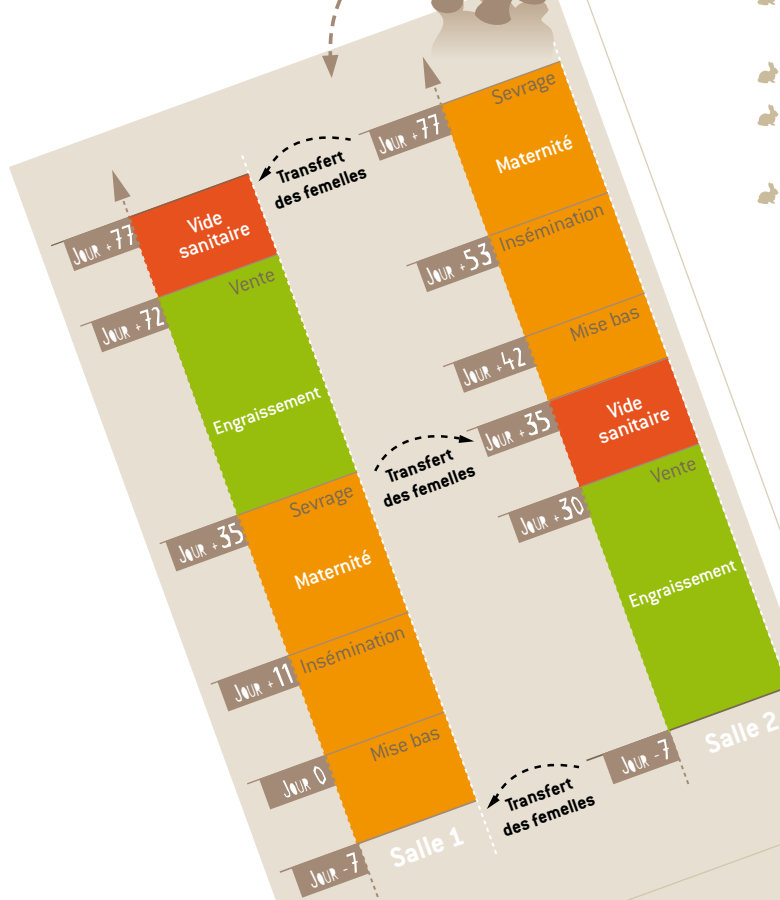 Sevrage
Jour +77
Maternité
Transfert
des femelles
Jour +77
Vide
sanitaire
Insémination
Jour +53
Vente
Jour +72
Mise bas
Jour +42
Engraissement
Vide
sanitaire
Jour +35
Transfert
des femelles
Vente
Jour +30
Sevrage
Jour +35
Maternité
Engraissement
Insémination
Jour +11
Salle 2
Mise bas
Jour 0
Jour -7
Transfert
des femelles
Salle 1
Jour -7